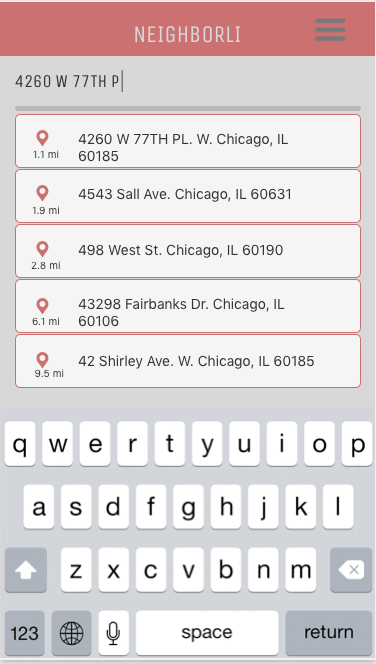 NEIGHBORLI
4260 W 77TH P
4260 W 77TH PL. W. Chicago, IL
60185
1.1 mi
4543 Sall Ave. Chicago, IL 60631
1.9 mi
498 West St. Chicago, IL 60190
2.8 mi
43298 Fairbanks Dr. Chicago, IL
60106
6.1 mi
42 Shirley Ave. W. Chicago, IL 60185
9.5 mi
q w e r t y u i o p
a s d f g h j k l
z x c v b n m
123 space return